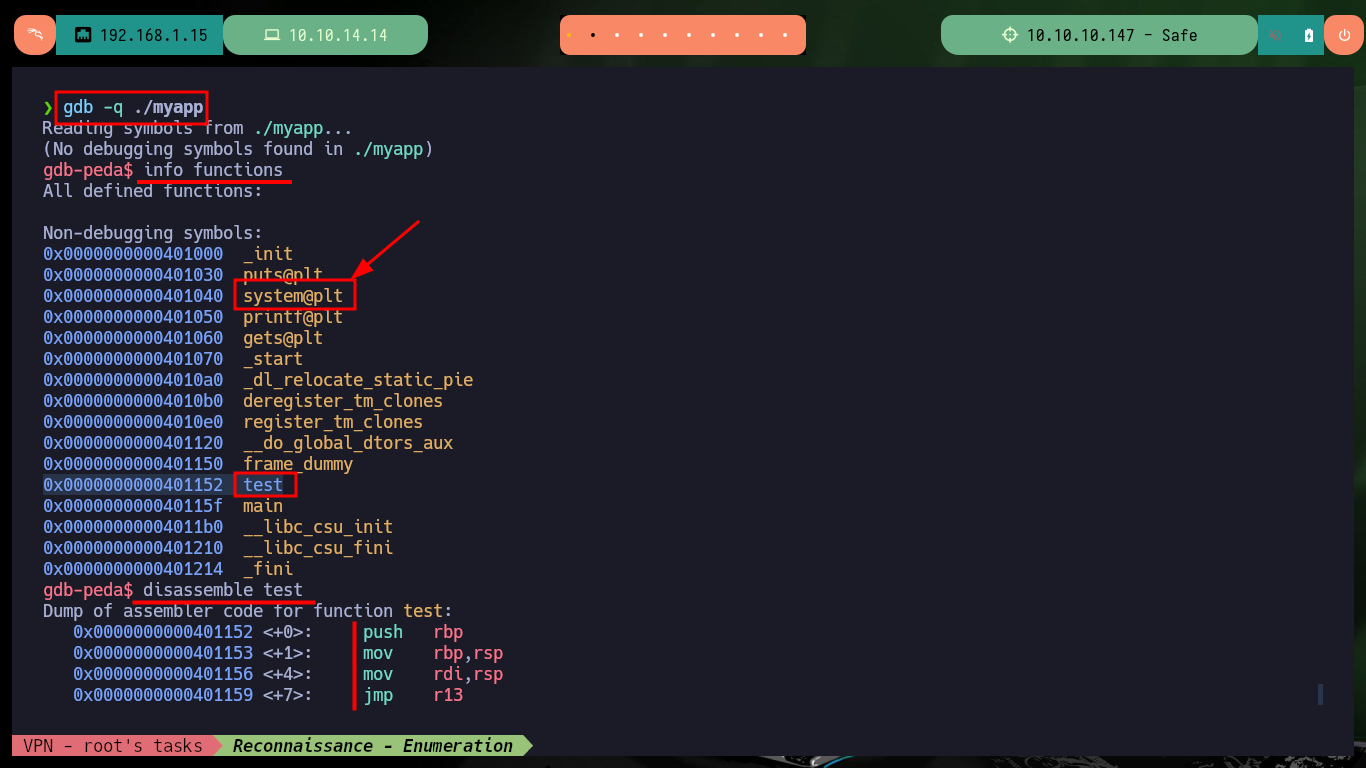 192.168.1.15 10.10.14.14 10.10.10.147 - Safe
❯ gdb -q ./myapp
Reading symbols from ./myapp...
(No debugging symbols found in ./myapp)
gdb-peda$ info functions
All defined functions:
Non-debugging symbols:
0x0000000000401000  _init
0x0000000000401030  puts@plt
0x0000000000401040  system@plt
0x0000000000401050  printf@plt
0x0000000000401060  gets@plt
0x0000000000401070  _start
0x00000000004010a0  _dl_relocate_static_pie
0x00000000004010b0  deregister_tm_clones
0x00000000004010e0  register_tm_clones
0x0000000000401120  __do_global_dtors_aux
0x0000000000401150  frame_dummy
0x0000000000401152  test
0x000000000040115f  main
0x00000000004011b0  __libc_csu_init
0x0000000000401210  __libc_csu_fini
0x0000000000401214  _fini
gdb-peda$ disassemble test
Dump of assembler code for function test:
0x0000000000401152 <+0>: push rbp
0x0000000000401153 <+1>: mov rbp,rsp
0x0000000000401156 <+4>: mov rdi,rsp
0x0000000000401159 <+7>: jmp r13
VPN - root's tasks Reconnaissance - Enumeration